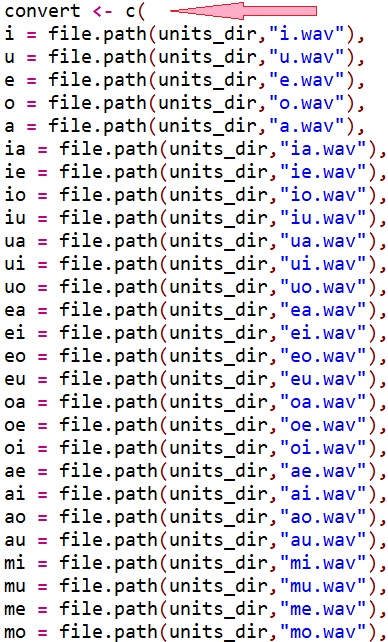 convert <- c(
i = file.path(units_dir,"i.wav"),
u = file.path(units_dir,"u.wav"),
e = file.path(units_dir,"e.wav"),
o = file.path(units_dir,"o.wav"),
a = file.path(units_dir,"a.wav"),
ia = file.path(units_dir,"ia.wav"),
ie = file.path(units_dir,"ie.wav"),
io = file.path(units_dir,"io.wav"),
iu = file.path(units_dir,"iu.wav"),
ua = file.path(units_dir,"ua.wav"),
ui = file.path(units_dir,"ui.wav"),
uo = file.path(units_dir,"uo.wav"),
ea = file.path(units_dir,"ea.wav"),
ei = file.path(units_dir,"ei.wav"),
eo = file.path(units_dir,"eo.wav"),
eu = file.path(units_dir,"eu.wav"),
oa = file.path(units_dir,"oa.wav"),
oe = file.path(units_dir,"oe.wav"),
oi = file.path(units_dir,"oi.wav"),
ae = file.path(units_dir,"ae.wav"),
ai = file.path(units_dir,"ai.wav"),
ao = file.path(units_dir,"ao.wav"),
au = file.path(units_dir,"au.wav"),
mi = file.path(units_dir,"mi.wav"),
mu = file.path(units_dir,"mu.wav"),
me = file.path(units_dir,"me.wav"),
mo = file.path(units_dir,"mo.wav"),